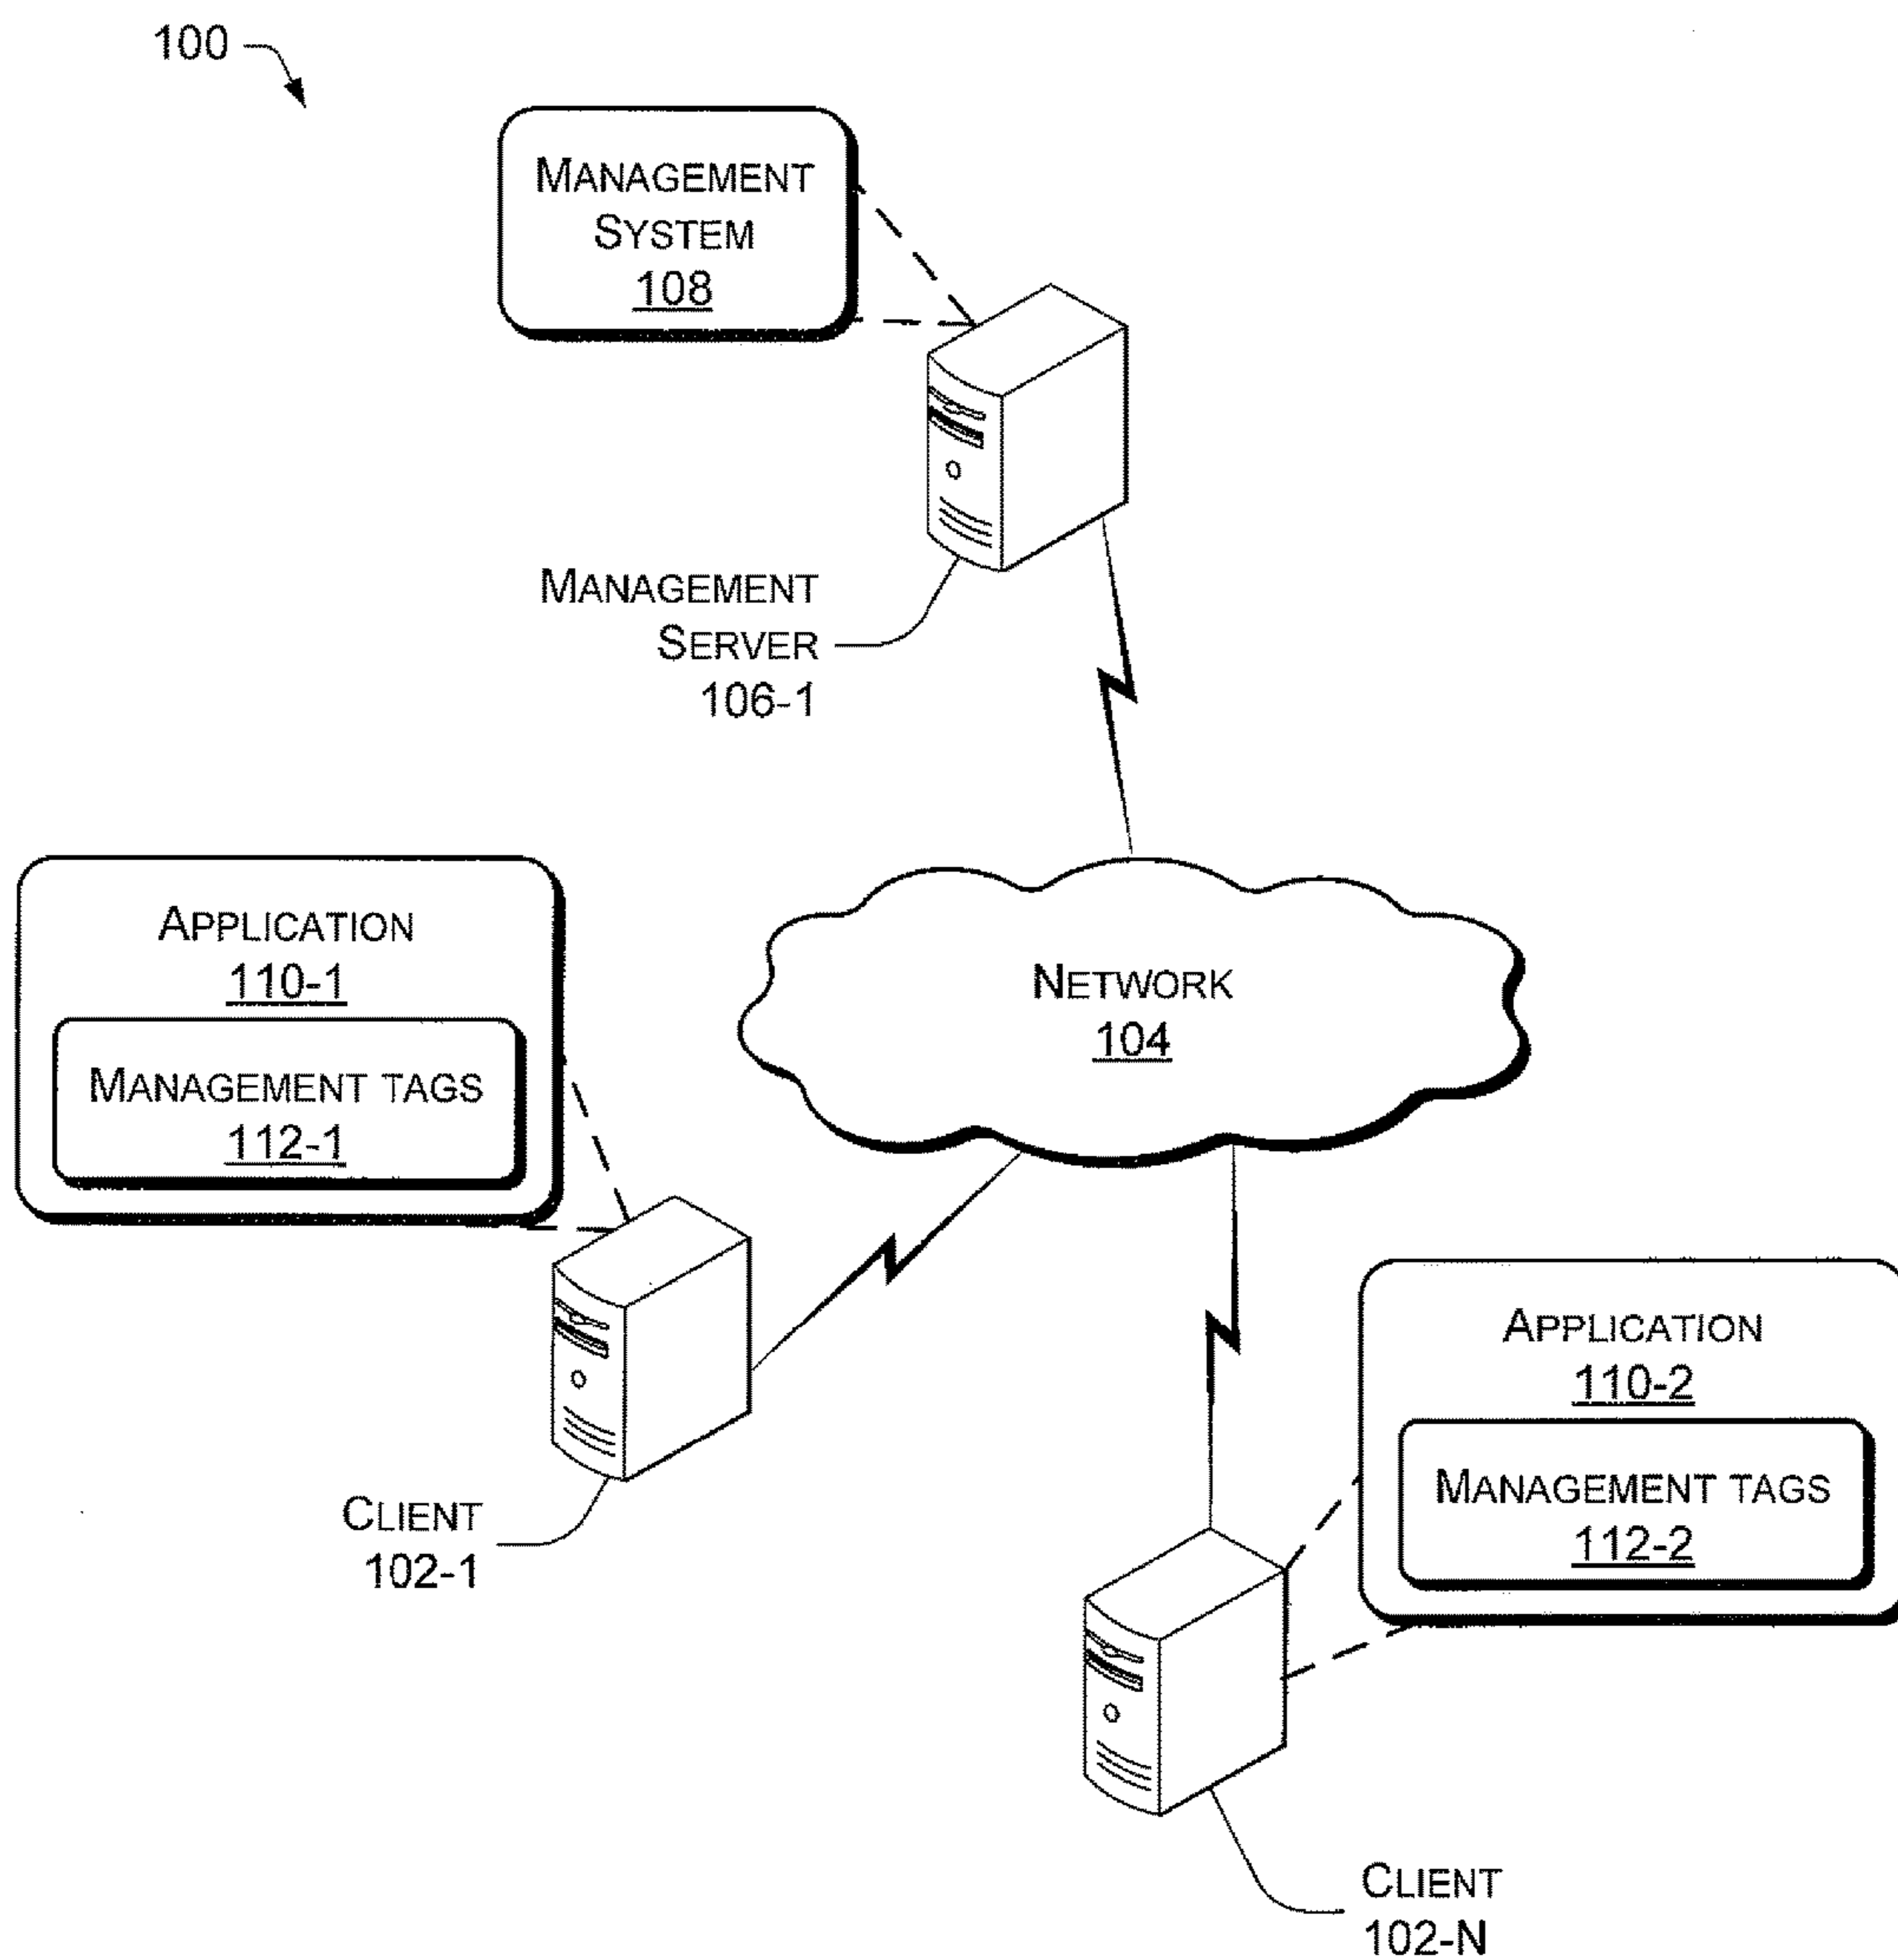 100
MANAGEMENT
SYSTEM
108
MANAGEMENT
SERVER
106-1
APPLICATION
110-1
MANAGEMENT TAGS
112-1
NETWORK
104
CLIENT
102-1
APPLICATION
110-2
MANAGEMENT TAGS
112-2
CLIENT
102-N